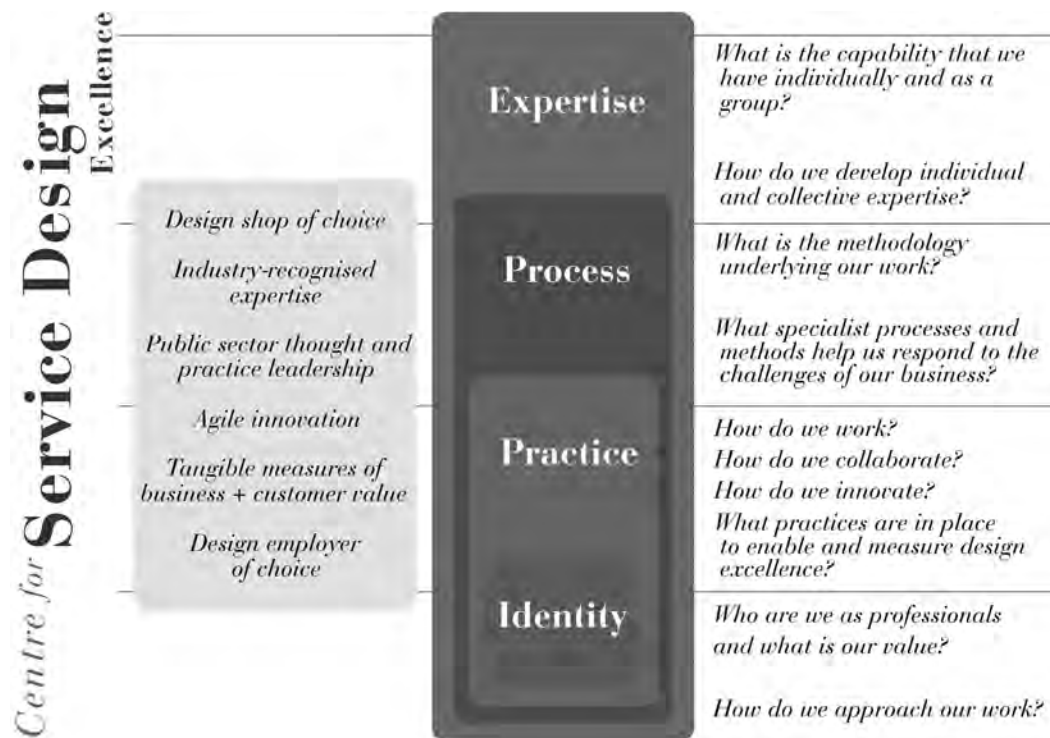 Centre for
Service Design
Excellence
Design shop of choice
Industry-recognised
expertise
Public sector thought and
practice leadership
Agile innovation
Tangible measures of
business + customer value
Design employer
of choice
Expertise
What is the capability that we
have individually and as a
group?
How do we develop individual
and collective expertise?
Process
What is the methodology
underlying our work?
What specialist processes and
methods help us respond to the
challenges of our business?
Practice
How do we work?
How do we collaborate?
How do we innovate?
What practices are in place
to enable and measure design
excellence?
Identity
Who are we as professionals
and what is our value?
How do we approach our work?